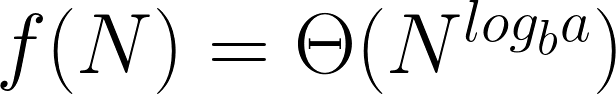 f(N) = Θ(N^{log_b a})